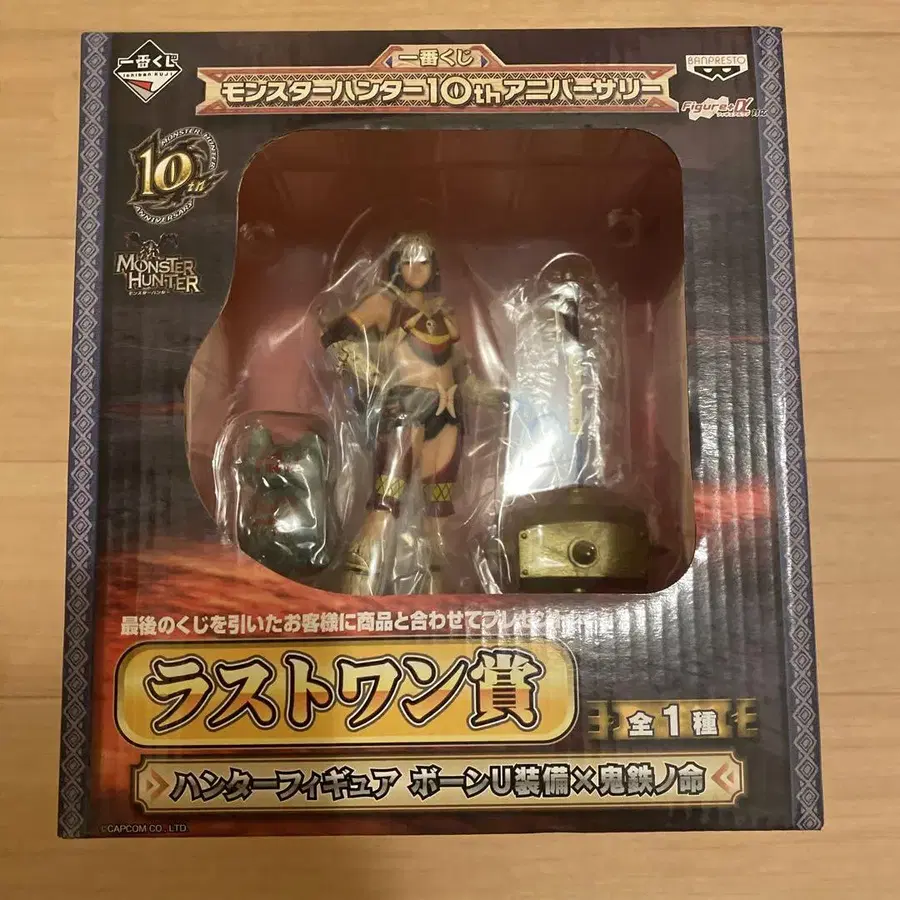 一番くじ
ichiban KUJI
一番くじ
モンスターハンター10thアニバーサリー
BANPRESTO
Figure+α
MONSTER HUNTER
10th
ANNIVERSARY
MONSTER
HUNTER
モンスターハンター
最後のくじを引いたお客様に商品と合わせてプレゼント
ラストワン賞
全1種
ハンターフィギュア ボーンU装備×鬼鉄ノ命
©CAPCOM CO., LTD.